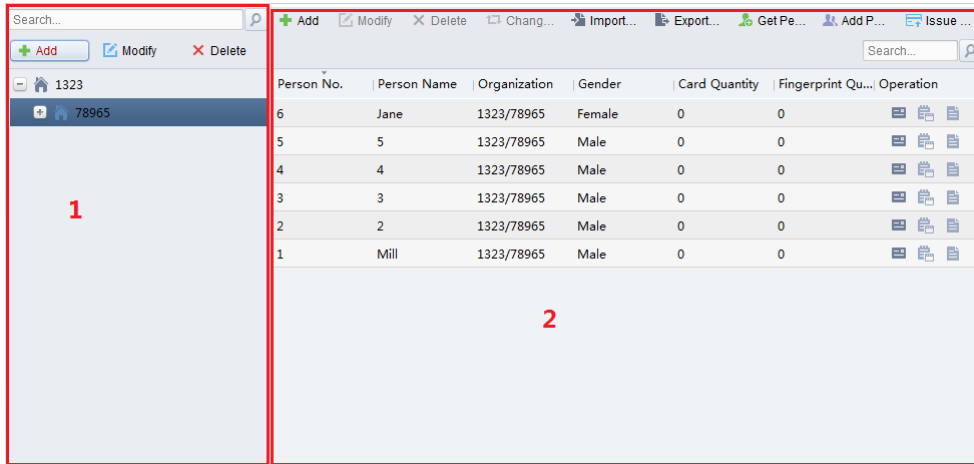 Search...
Add Modify Delete
1323
78965
1
Add Modify Delete Chang... Import... Export... Get Pe... Add P... Issue ...
Search...
Person No. Person Name Organization Gender Card Quantity Fingerprint Qu... Operation
6 Jane 1323/78965 Female 0 0
5 5 1323/78965 Male 0 0
4 4 1323/78965 Male 0 0
3 3 1323/78965 Male 0 0
2 2 1323/78965 Male 0 0
1 Mill 1323/78965 Male 0 0
2